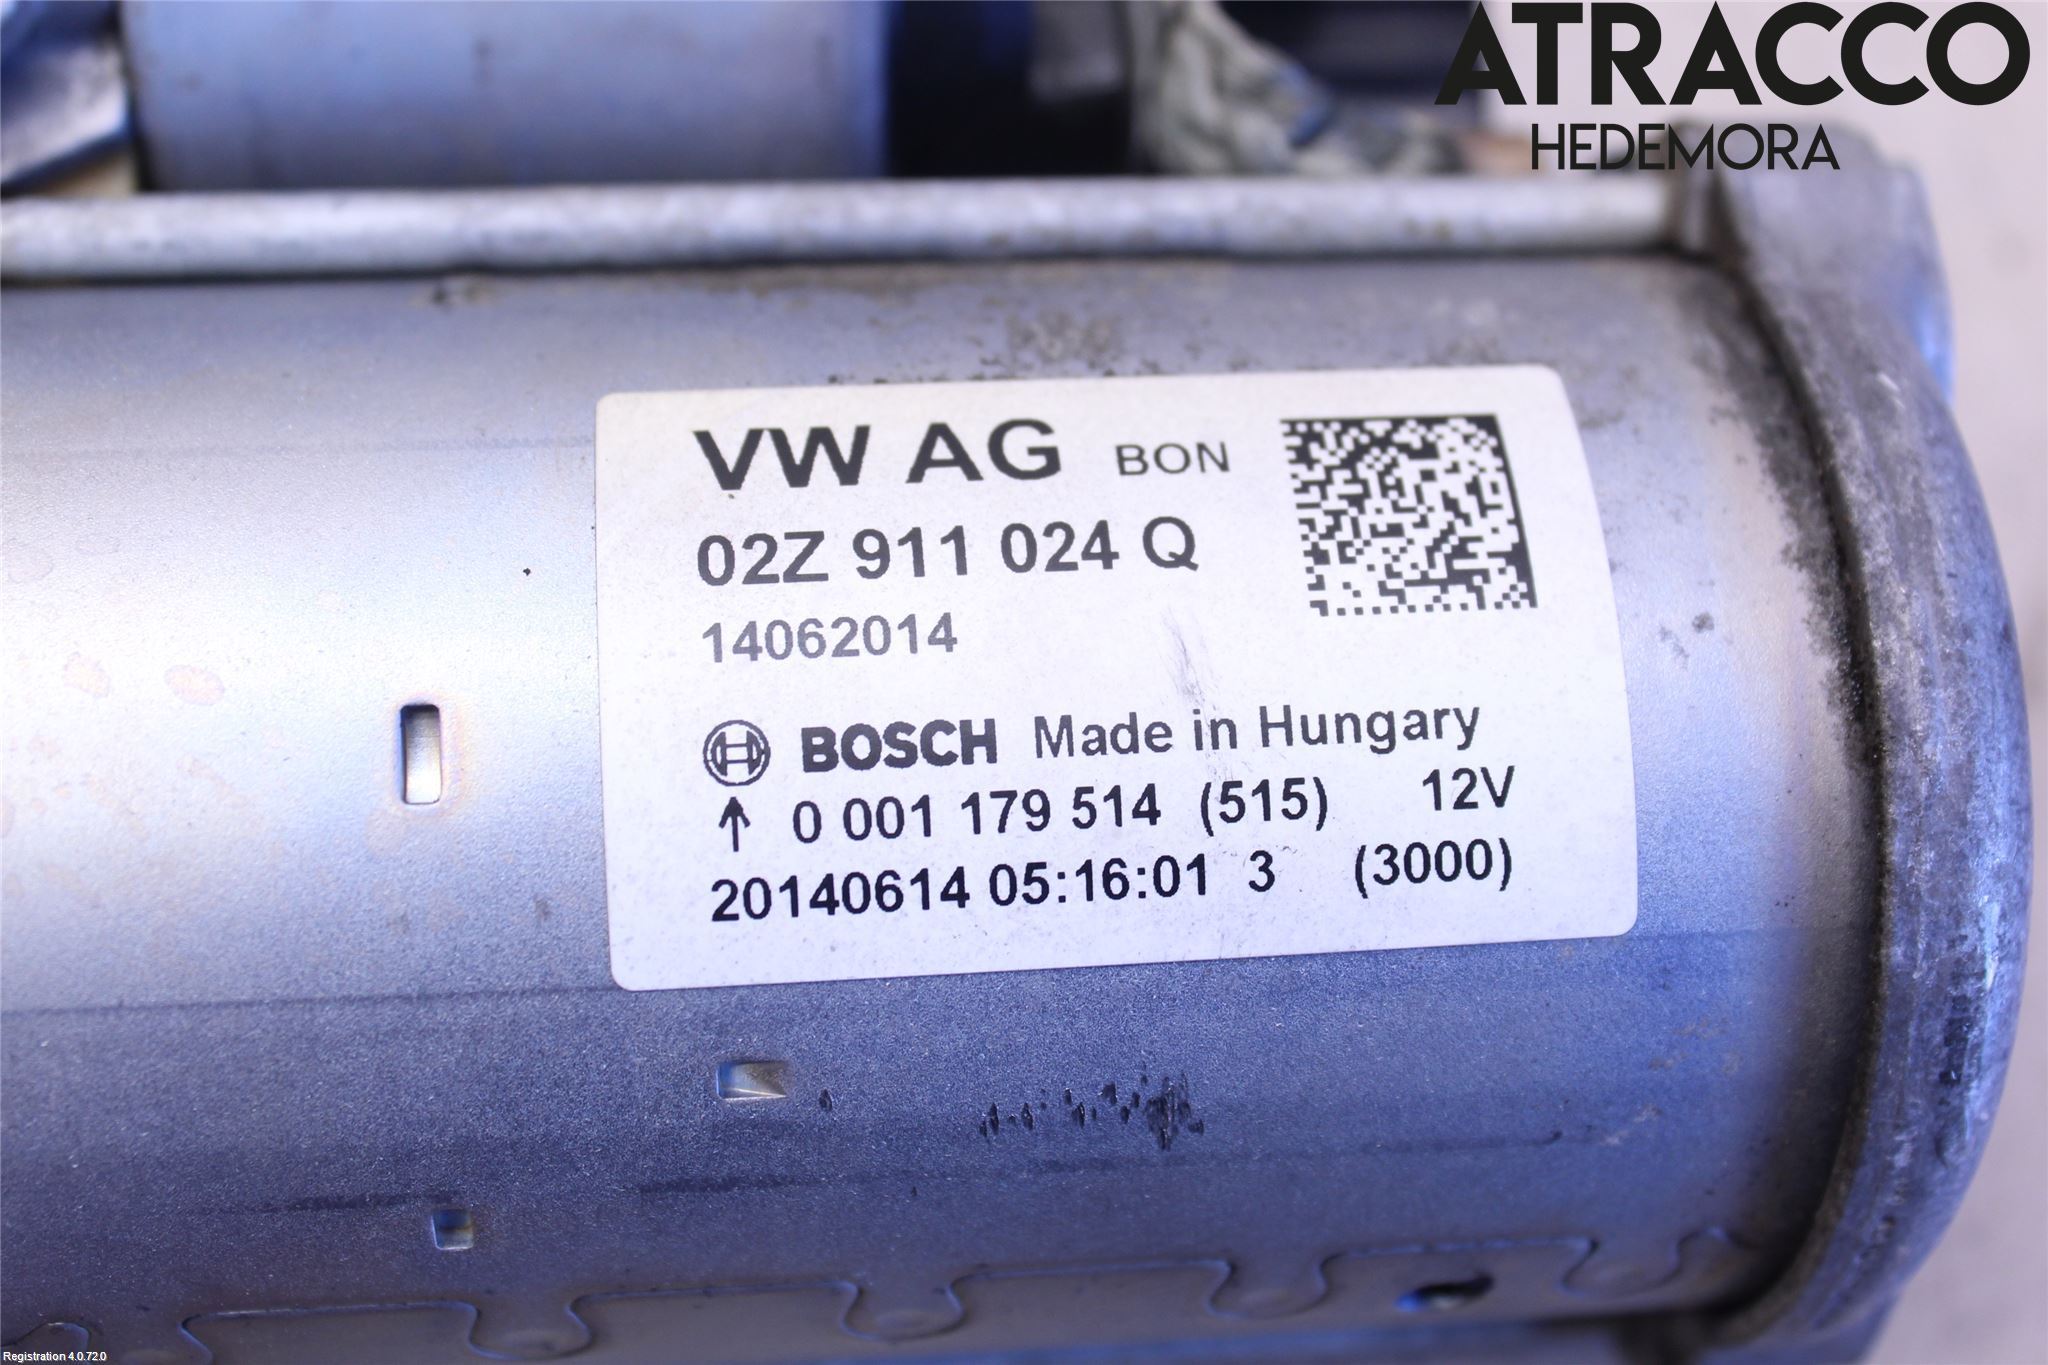 ATRACCO
HEDEMORA
VW AG BON
02Z 911 024 Q
14062014
BOSCH Made in Hungary
↑ 0 001 179 514 (515) 12V
20140614 05:16:01 3 (3000)
Registration 4.0.72.0